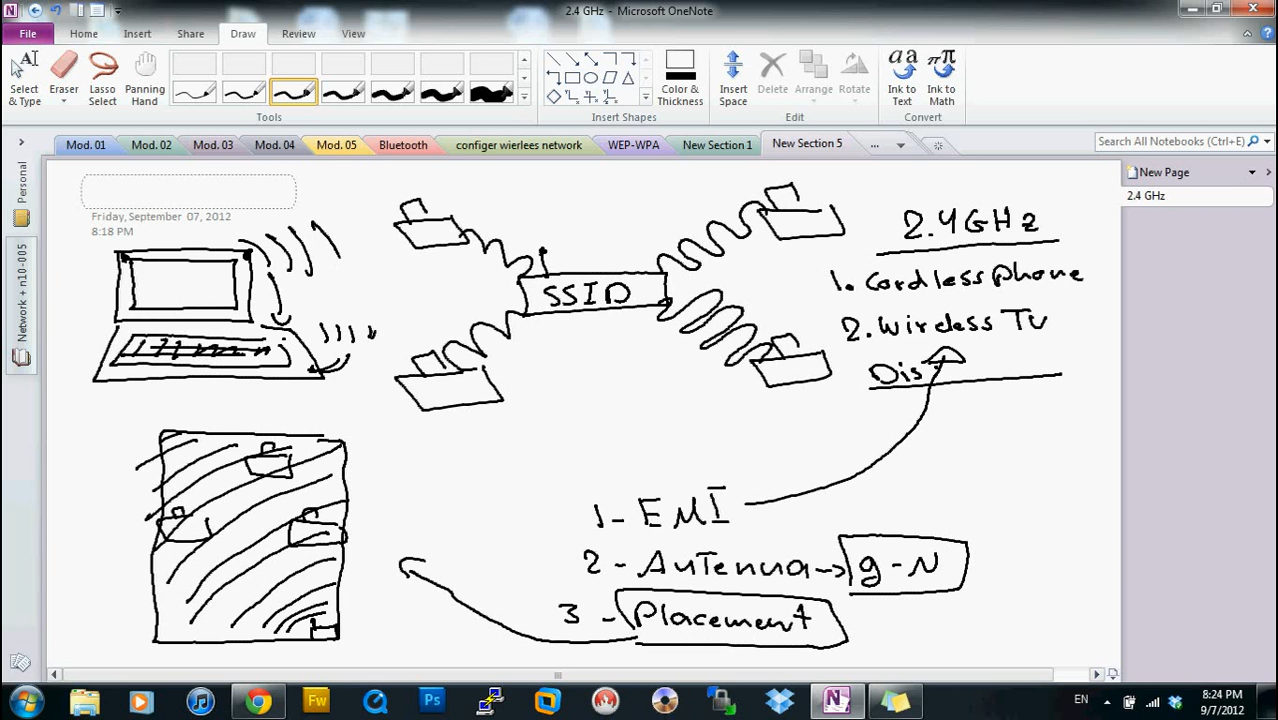 2.4 GHz - Microsoft OneNote
File Home Insert Share Draw Review View
Select & Type
Eraser
Lasso Select
Panning Hand
Color & Thickness
Insert Space
Delete
Arrange
Rotate
Ink to Text
Ink to Math
Tools
Insert Shapes
Edit
Convert
Mod. 01 Mod. 02 Mod. 03 Mod. 04 Mod. 05 Bluetooth configer wierlees network WEP-WPA New Section 1 New Section 5 ...
Search All Notebooks (Ctrl+E)
New Page
2.4 GHz
Personal
Network + n10-005
Friday, September 07, 2012
8:18 PM
SSID
2.4GHz
1. Cordless phone
2. Wireless TV
Dis
1- EMI
2- Antenna → g-N
3- Placement
EN
8:24 PM
9/7/2012